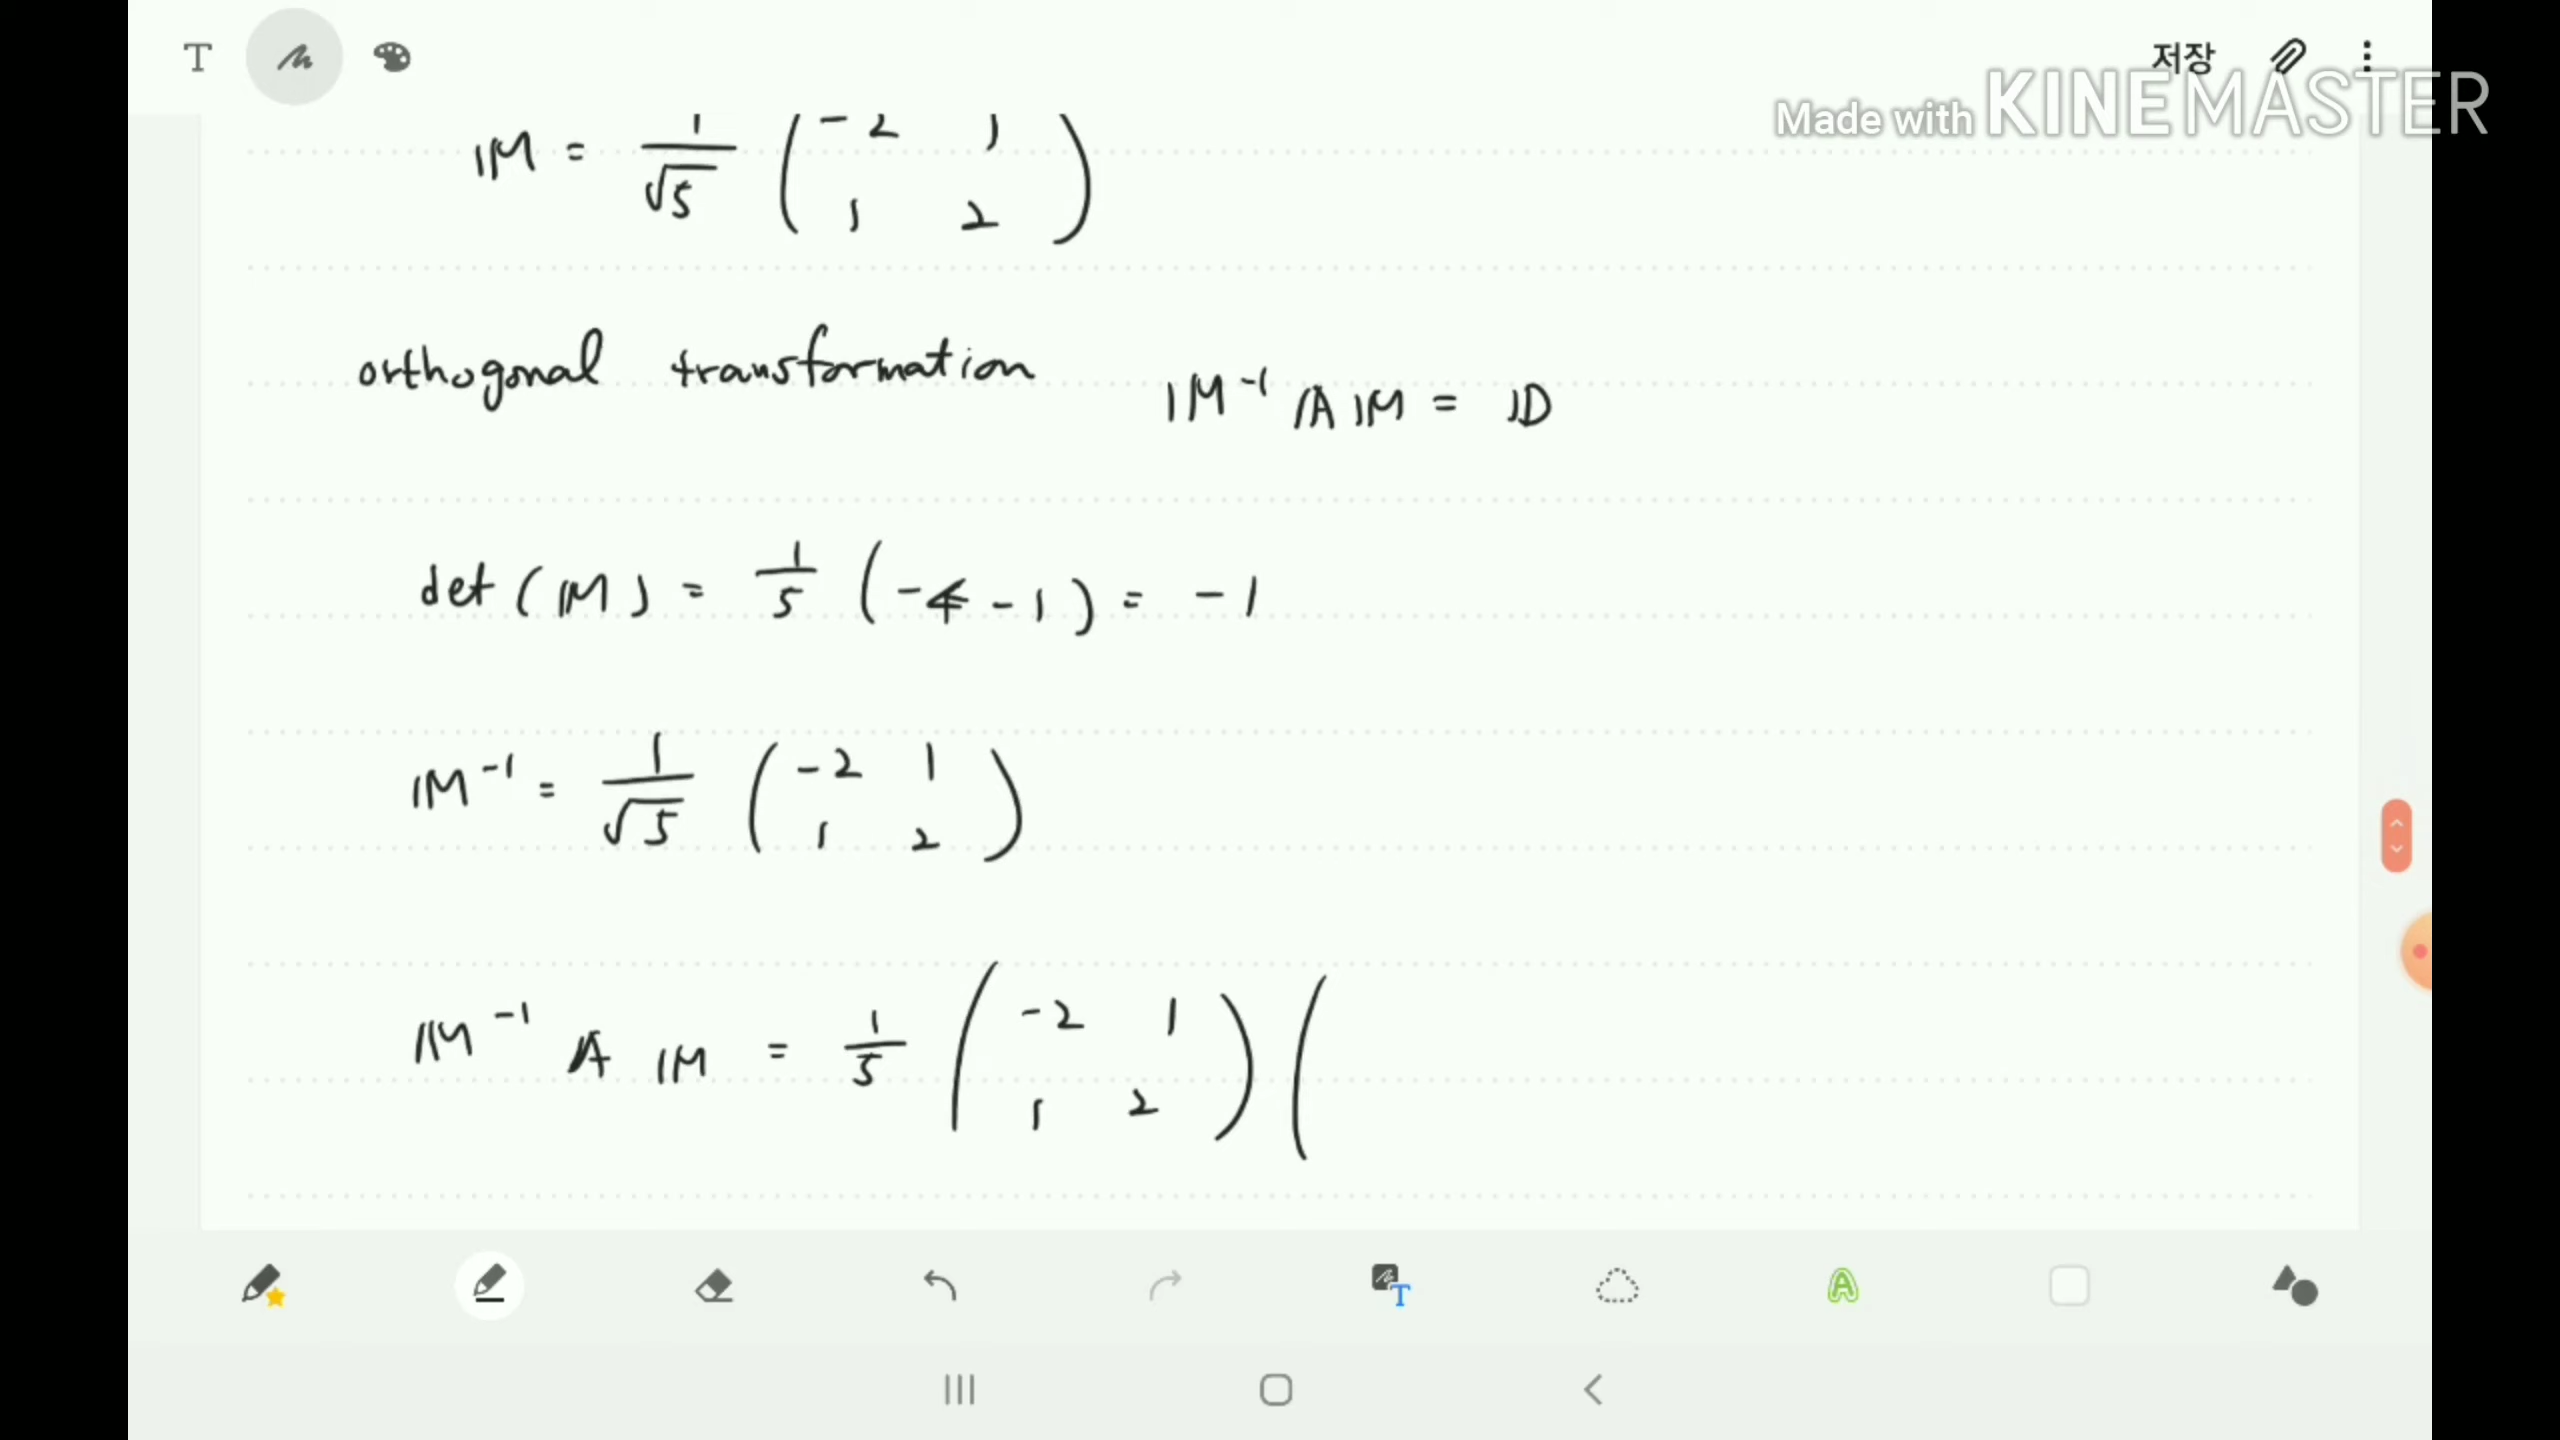 T
저장
Made with KINEMASTER
𝕄 = 1/√5 ( -2 1
1 2 )
orthogonal transformation 𝕄⁻¹ 𝔸 𝕄 = 𝔻
det (𝕄) = 1/5 ( -4 -1 ) = -1
𝕄⁻¹ = 1/√5 ( -2 1
1 2 )
𝕄⁻¹ 𝔸 𝕄 = 1/5 ( -2 1
1 2 ) (
T
A